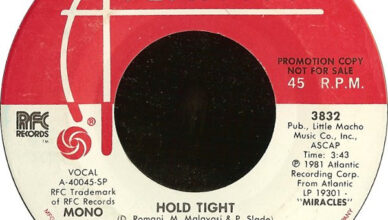 PROMOTION COPY
NOT FOR SALE
45 R.P.M.
RFC
RECORDS
TM
VOCAL
A-40045-SP
RFC Trademark
of RFC Records
MONO
3832
Pub., Little Macho
Music Co., Inc.,
ASCAP
Time: 3:43
℗ 1981 Atlantic
Recording Corp.
From Atlantic
LP 19301 -
"MIRACLES"
HOLD TIGHT
(D. Romani, M. Malavasi & P. Slade)